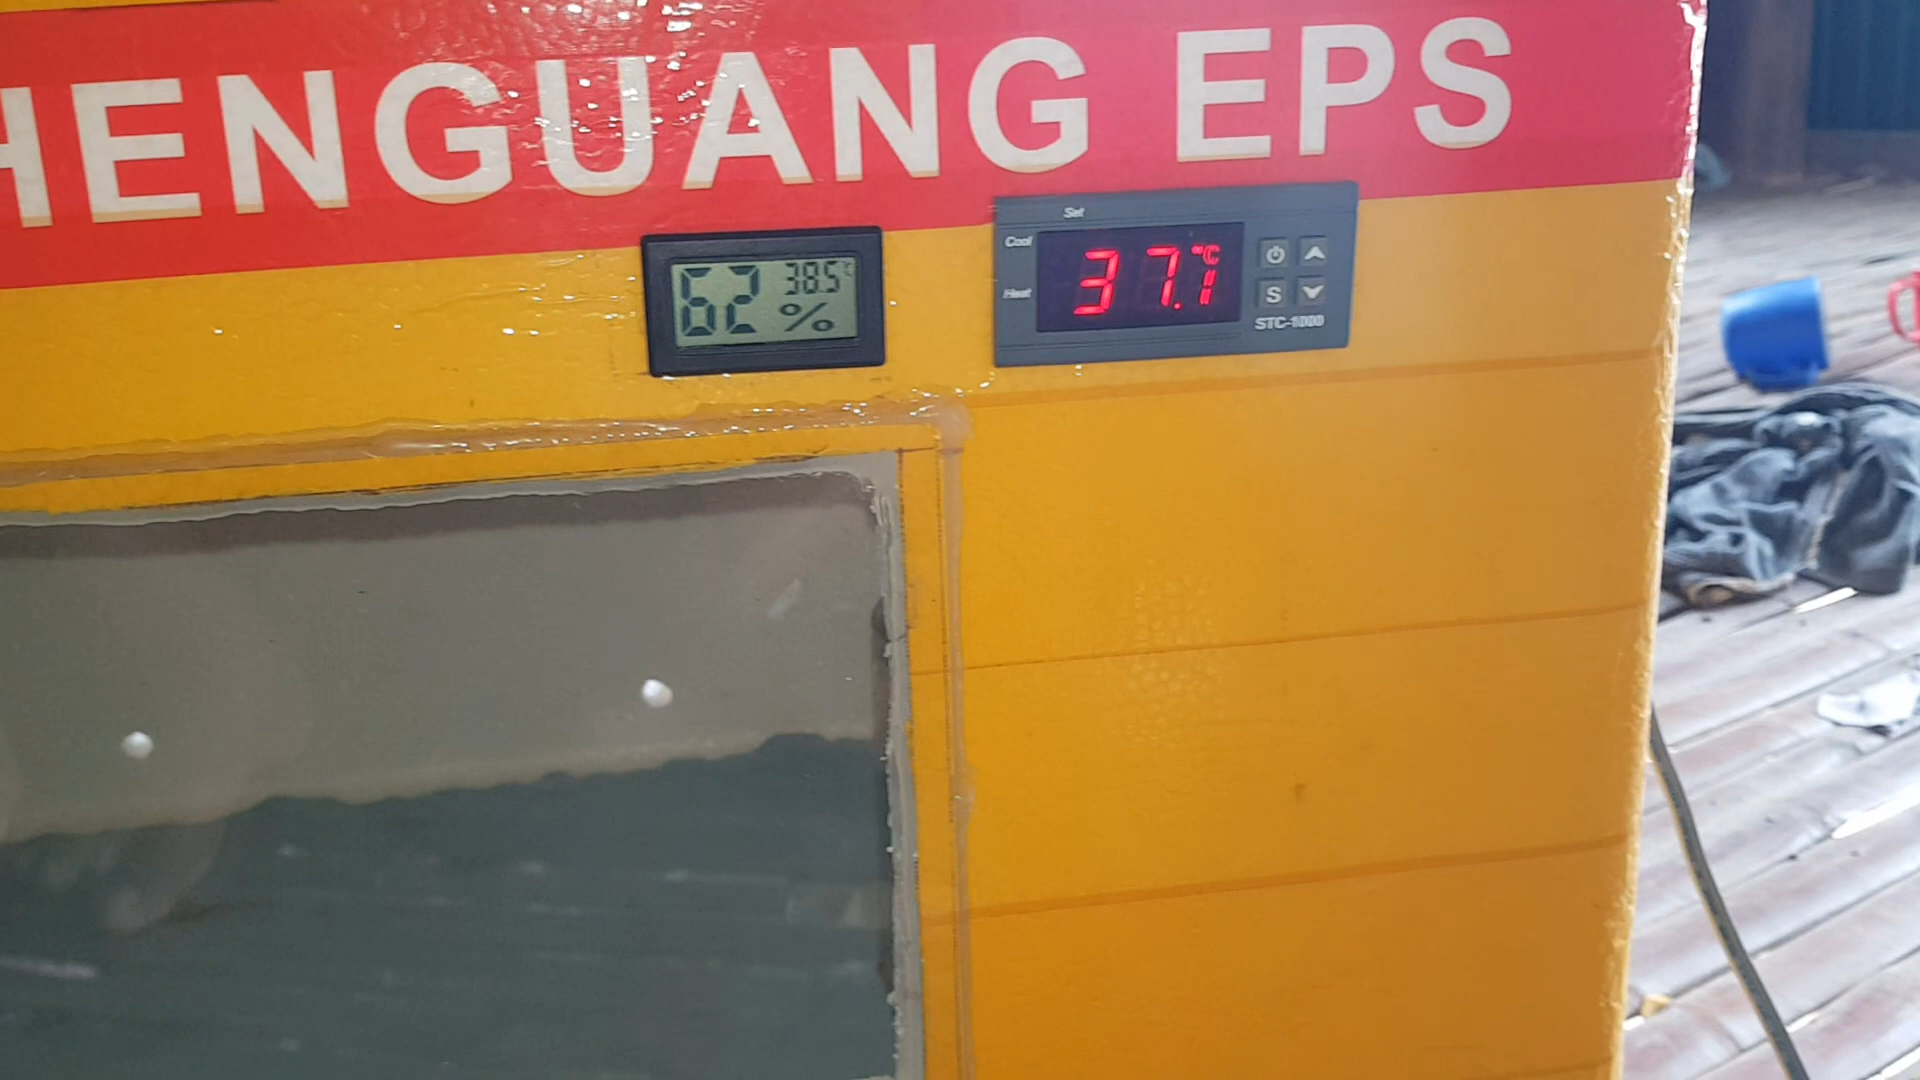 HENGUANG EPS
62 38.5°C
%
Set
Cool
Heat
37.1 °C
S
STC-1000